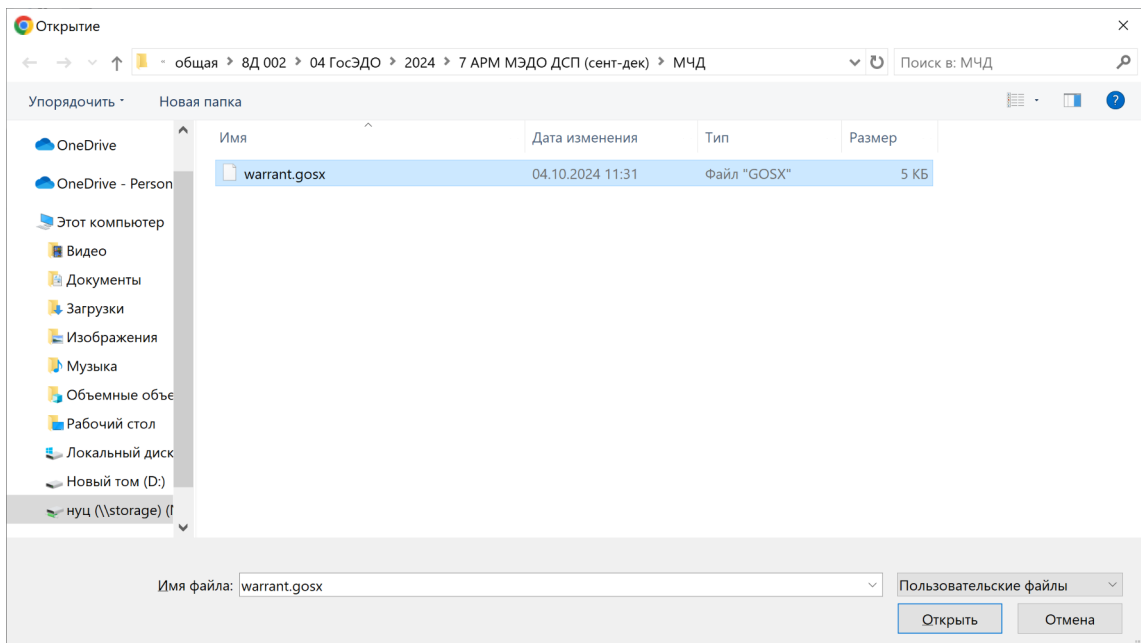 Открытие
общая > 8Д 002 > 04 ГосЭДО > 2024 > 7 АРМ МЭДО ДСП (сент-дек) > МЧД
Поиск в: МЧД
Упорядочить
Новая папка
Имя
Дата изменения
Тип
Размер
warrant.gosx
04.10.2024 11:31
Файл "GOSX"
5 КБ
OneDrive
OneDrive - Person
Этот компьютер
Видео
Документы
Загрузки
Изображения
Музыка
Объемные объе
Рабочий стол
Локальный диск
Новый том (D:)
нуц (\\storage) (
Имя файла: warrant.gosx
Пользовательские файлы
Открыть
Отмена